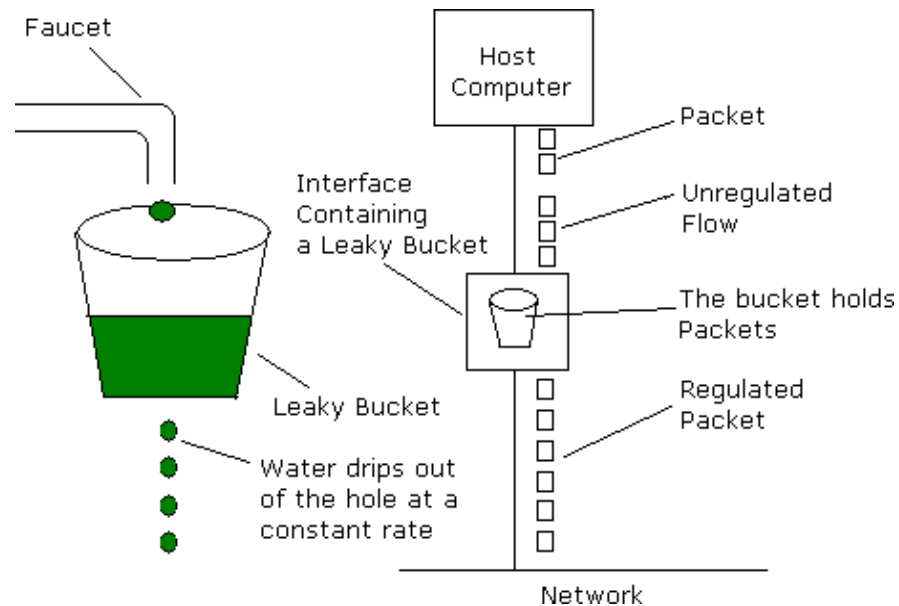 Faucet
Host
Computer
Packet
Interface
Containing
a Leaky Bucket
Unregulated
Flow
The bucket holds
Packets
Leaky Bucket
Regulated
Packet
Water drips out
of the hole at a
constant rate
Network